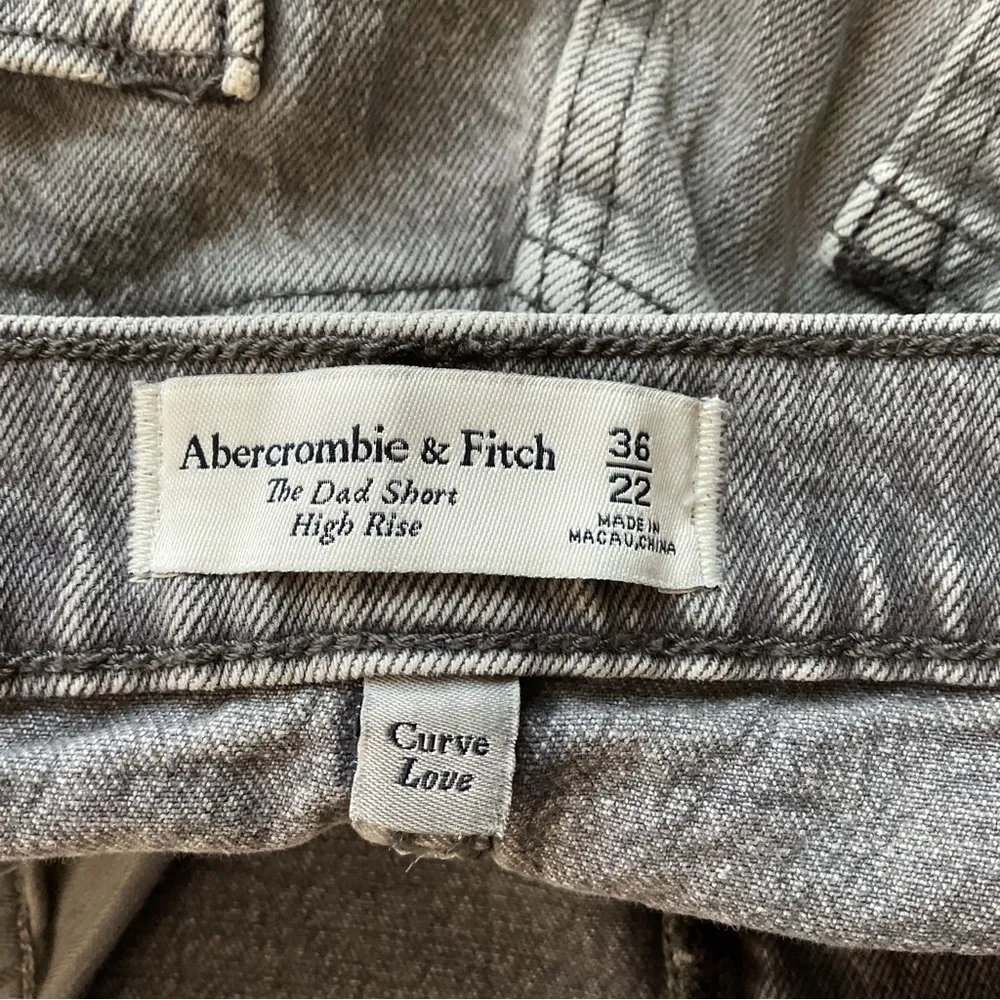 Abercrombie & Fitch
The Dad Short
High Rise
36
22
MADE IN
MACAU,CHINA
Curve
Love